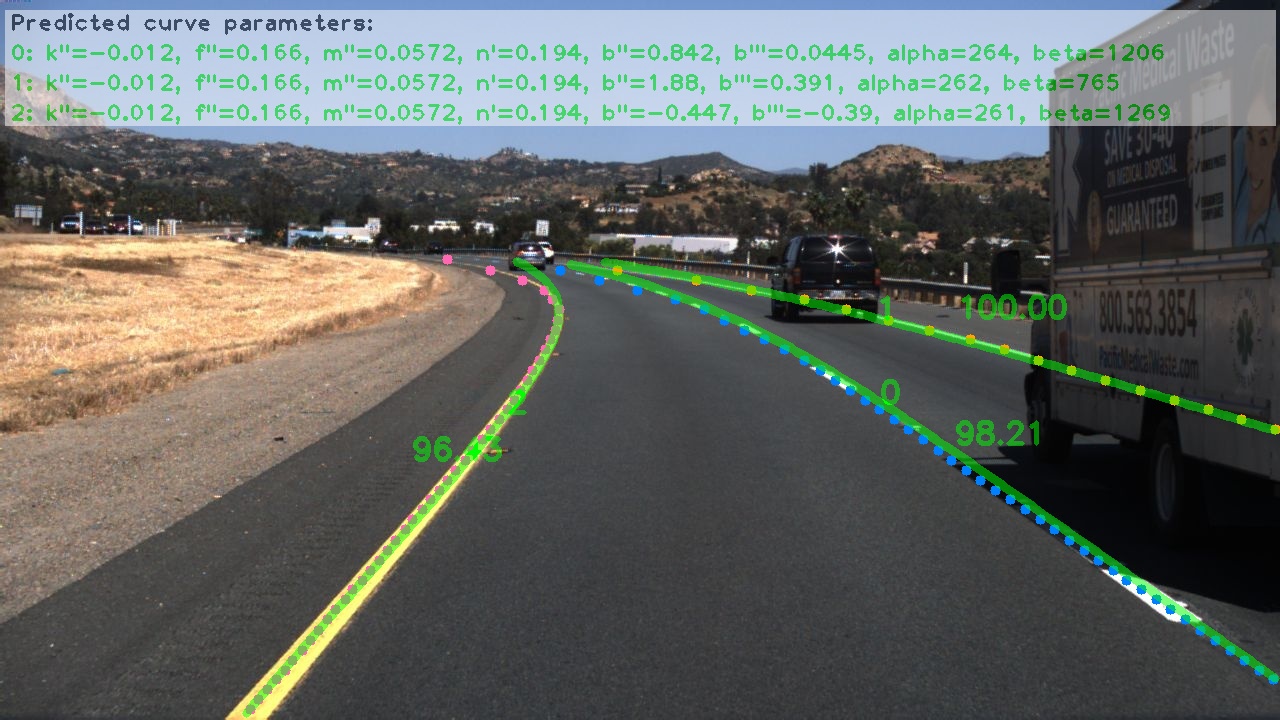 Predicted curve parameters:
0: k''=-0.012, f''=0.166, m''=0.0572, n'=0.194, b''=0.842, b'''=0.0445, alpha=264, beta=1206
1: k''=-0.012, f''=0.166, m''=0.0572, n'=0.194, b''=1.88, b'''=0.391, alpha=262, beta=765
2: k''=-0.012, f''=0.166, m''=0.0572, n'=0.194, b''=-0.447, b'''=-0.39, alpha=261, beta=1269
Medical Waste
SAVE 30-40
ON MEDICAL DISPOSAL
GUARANTEED
1 100.00
800.563.3854
PacificMedicalWaste.com
0
2
98.21